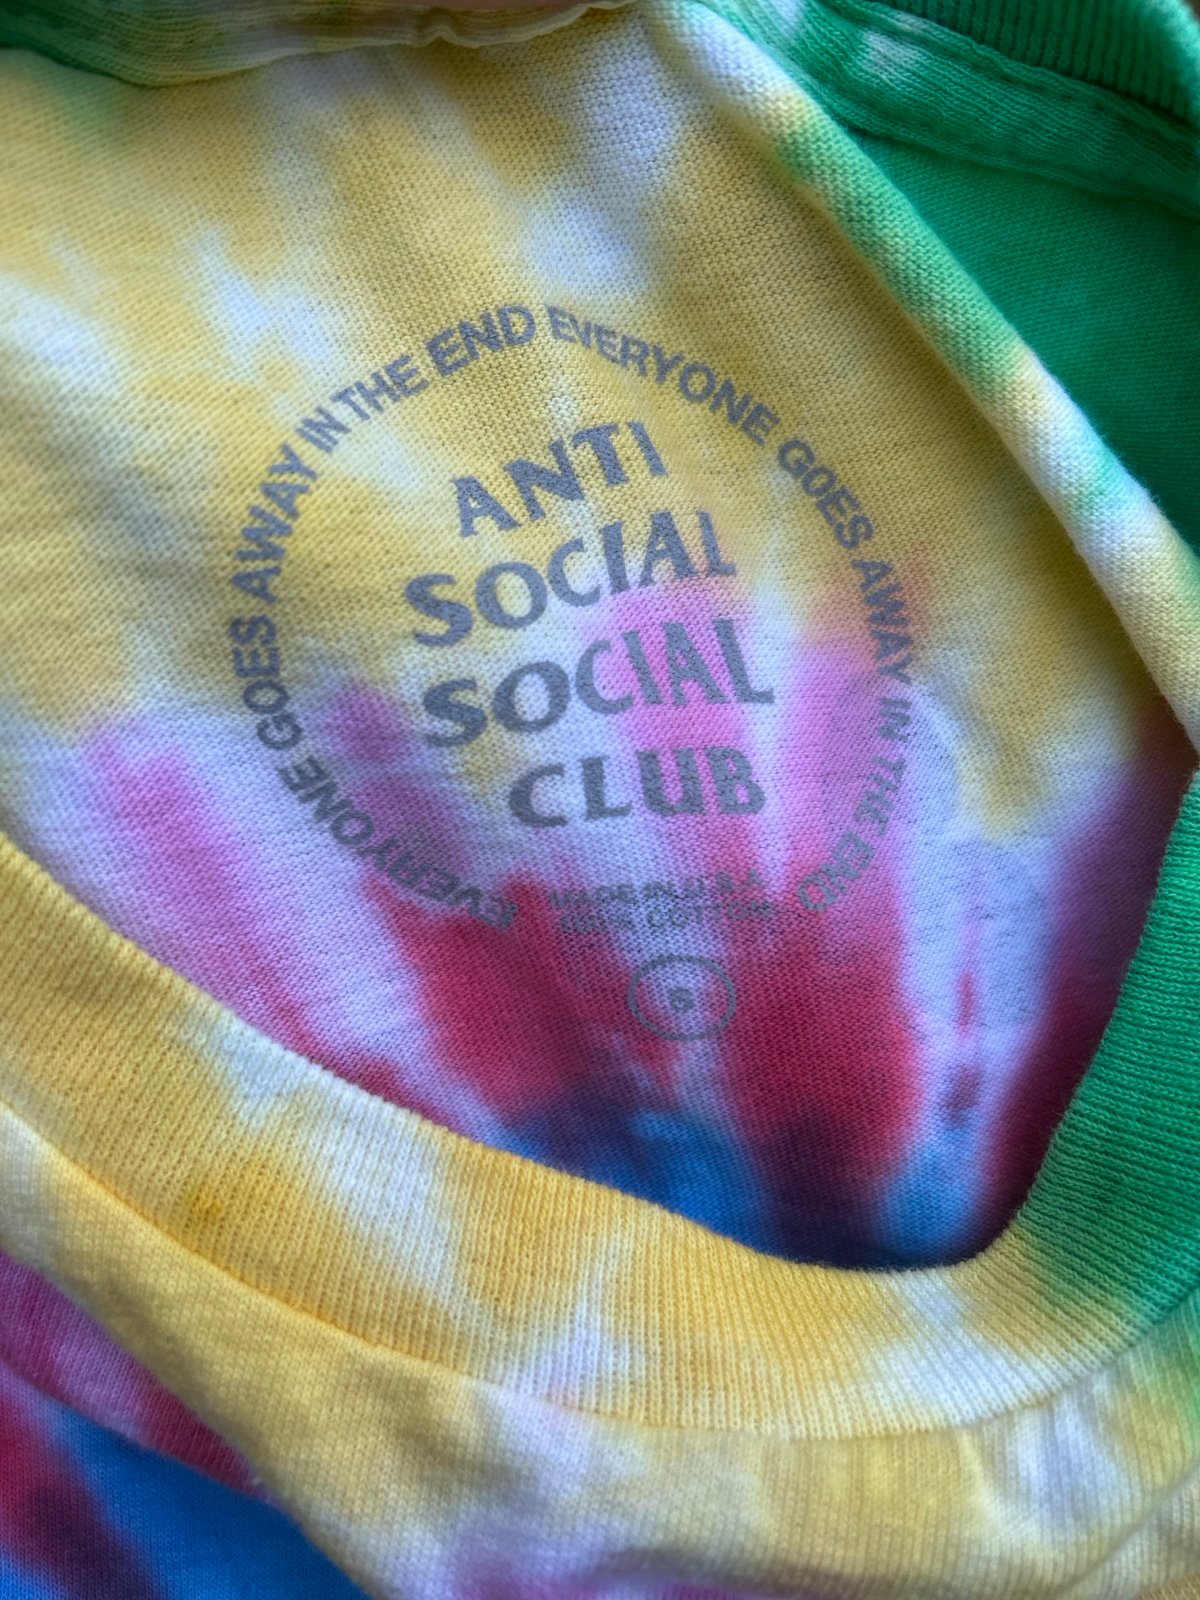 EVERYONE GOES AWAY IN THE END EVERYONE GOES AWAY IN THE END
ANTI
SOCIAL
SOCIAL
CLUB
MADE IN U.S.A
100% COTTON
S